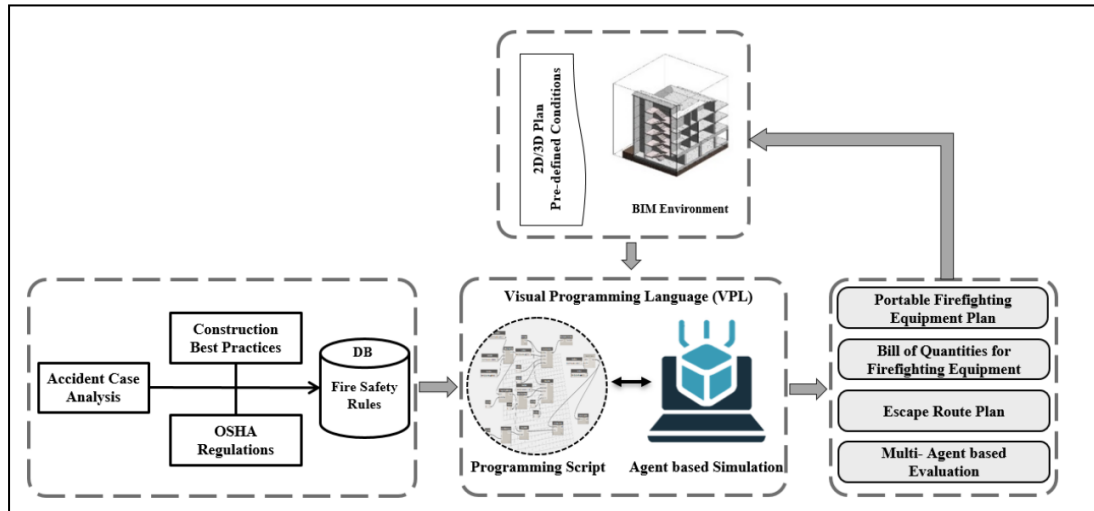 2D/3D Plan
Pre-defined Conditions
BIM Environment
Accident Case
Analysis
Construction
Best Practices
OSHA
Regulations
DB
Fire Safety
Rules
Visual Programming Language (VPL)
Programming Script
Agent based Simulation
Portable Firefighting
Equipment Plan
Bill of Quantities for
Firefighting Equipment
Escape Route Plan
Multi- Agent based
Evaluation